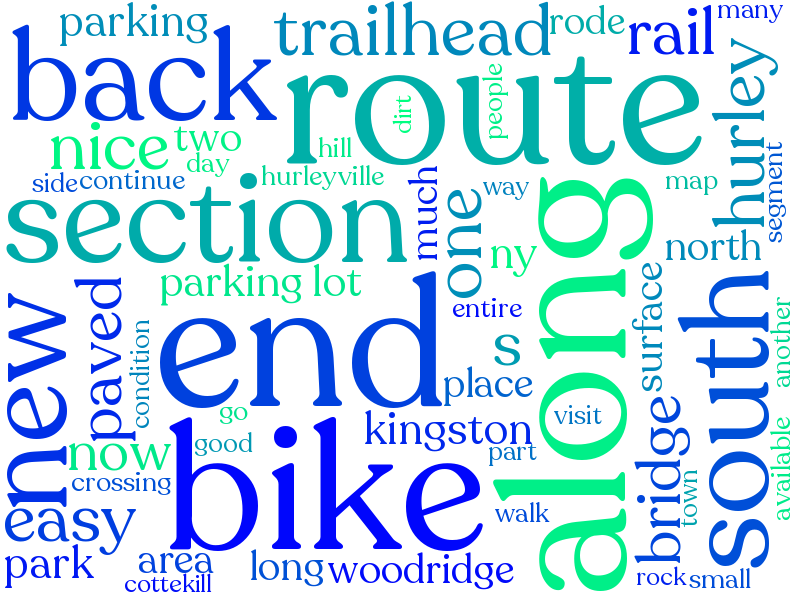 parking
trailhead
rode
rail
many
back
route
dirt
people
hurley
nice
two
day
hill
side
continue
hurleyville
much
one
way
map
segment
section
along
ny
north
parking lot
new
paved
condition
end
entire
s
surface
south
another
place
go
visit
now
good
kingston
bridge
available
crossing
bike
part
town
easy
walk
park
area
cottekill
long
woodridge
rock
small